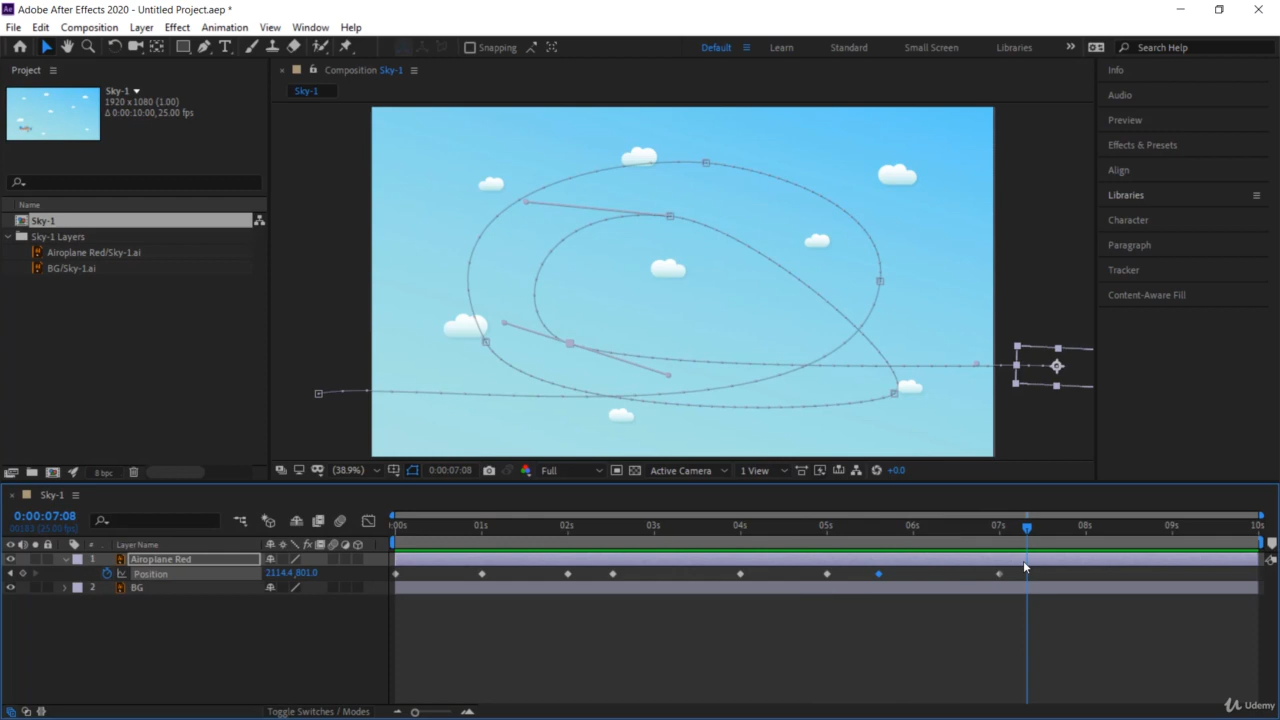 Adobe After Effects 2020 - Untitled Project.aep *
File Edit Composition Layer Effect Animation View Window Help
Snapping Default Learn Standard Small Screen Libraries Search Help
Project Composition Sky-1 Info
Sky-1 Sky-1
1920 x 1080 (1.00)
Δ 0:00:10:00, 25.00 fps
Audio
Preview
Effects & Presets
Align
Libraries
Character
Paragraph
Tracker
Content-Aware Fill
Name
Sky-1
Sky-1 Layers
Airoplane Red/Sky-1.ai
BG/Sky-1.ai
8 bpc (38.9%) 0:00:07:08 Full Active Camera 1 View +0.0
Sky-1
0:00:07:08
00183 (25.00 fps)
:00s 01s 02s 03s 04s 05s 06s 07s 08s 09s 10s
# Layer Name
1 Airoplane Red
Position 2114.4,801.0
2 BG
Toggle Switches / Modes
Udemy